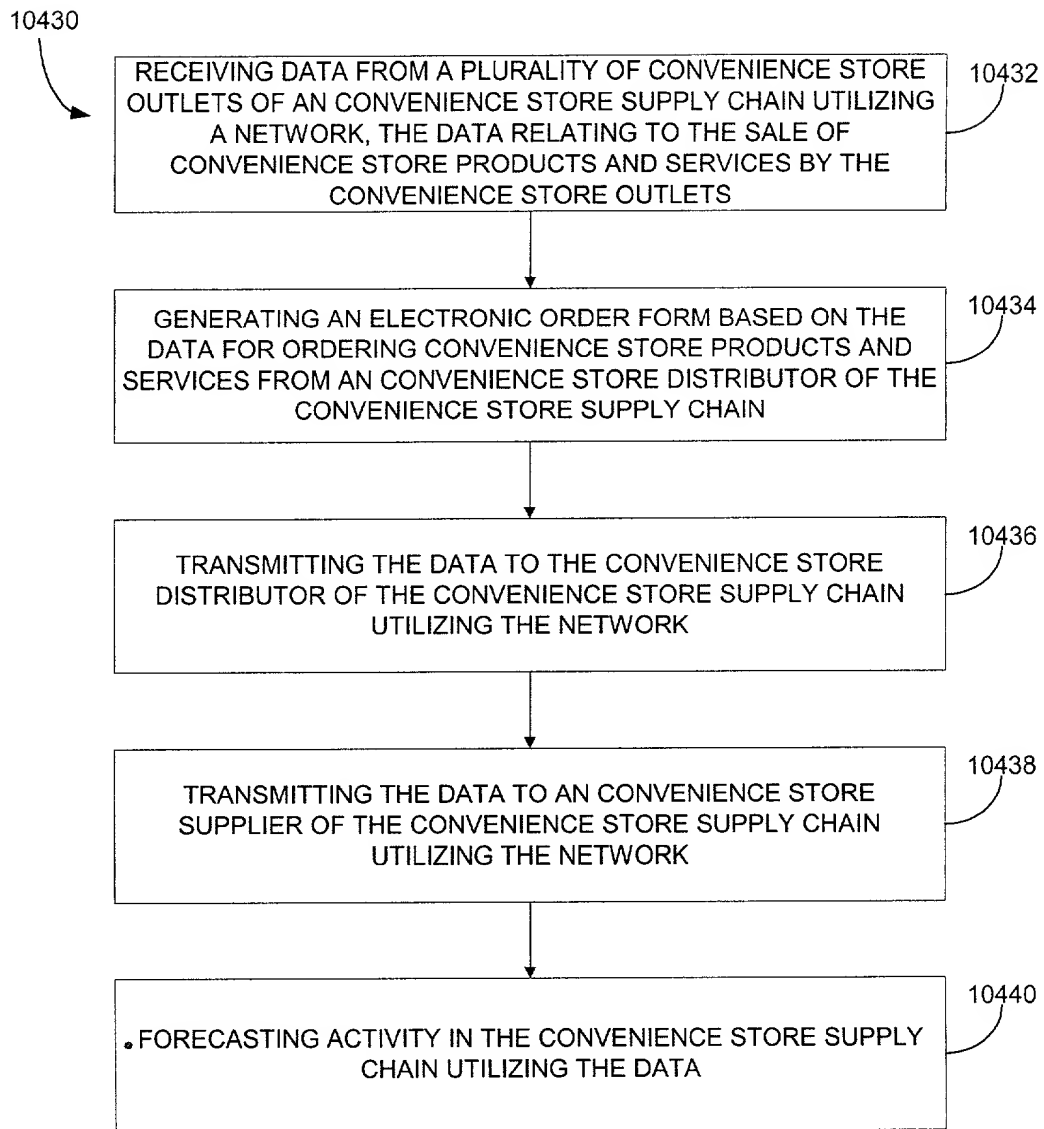 10430
RECEIVING DATA FROM A PLURALITY OF CONVENIENCE STORE
OUTLETS OF AN CONVENIENCE STORE SUPPLY CHAIN UTILIZING
A NETWORK, THE DATA RELATING TO THE SALE OF
CONVENIENCE STORE PRODUCTS AND SERVICES BY THE
CONVENIENCE STORE OUTLETS
10432
GENERATING AN ELECTRONIC ORDER FORM BASED ON THE
DATA FOR ORDERING CONVENIENCE STORE PRODUCTS AND
SERVICES FROM AN CONVENIENCE STORE DISTRIBUTOR OF THE
CONVENIENCE STORE SUPPLY CHAIN
10434
TRANSMITTING THE DATA TO THE CONVENIENCE STORE
DISTRIBUTOR OF THE CONVENIENCE STORE SUPPLY CHAIN
UTILIZING THE NETWORK
10436
TRANSMITTING THE DATA TO AN CONVENIENCE STORE
SUPPLIER OF THE CONVENIENCE STORE SUPPLY CHAIN
UTILIZING THE NETWORK
10438
FORECASTING ACTIVITY IN THE CONVENIENCE STORE SUPPLY
CHAIN UTILIZING THE DATA
10440